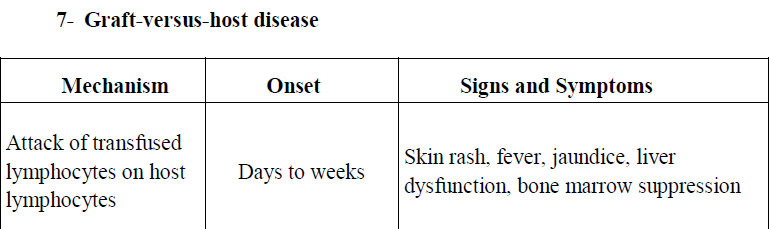 7- Graft-versus-host disease
Mechanism Onset Signs and Symptoms
Attack of transfused
lymphocytes on host
lymphocytes
Days to weeks
Skin rash, fever, jaundice, liver
dysfunction, bone marrow suppression